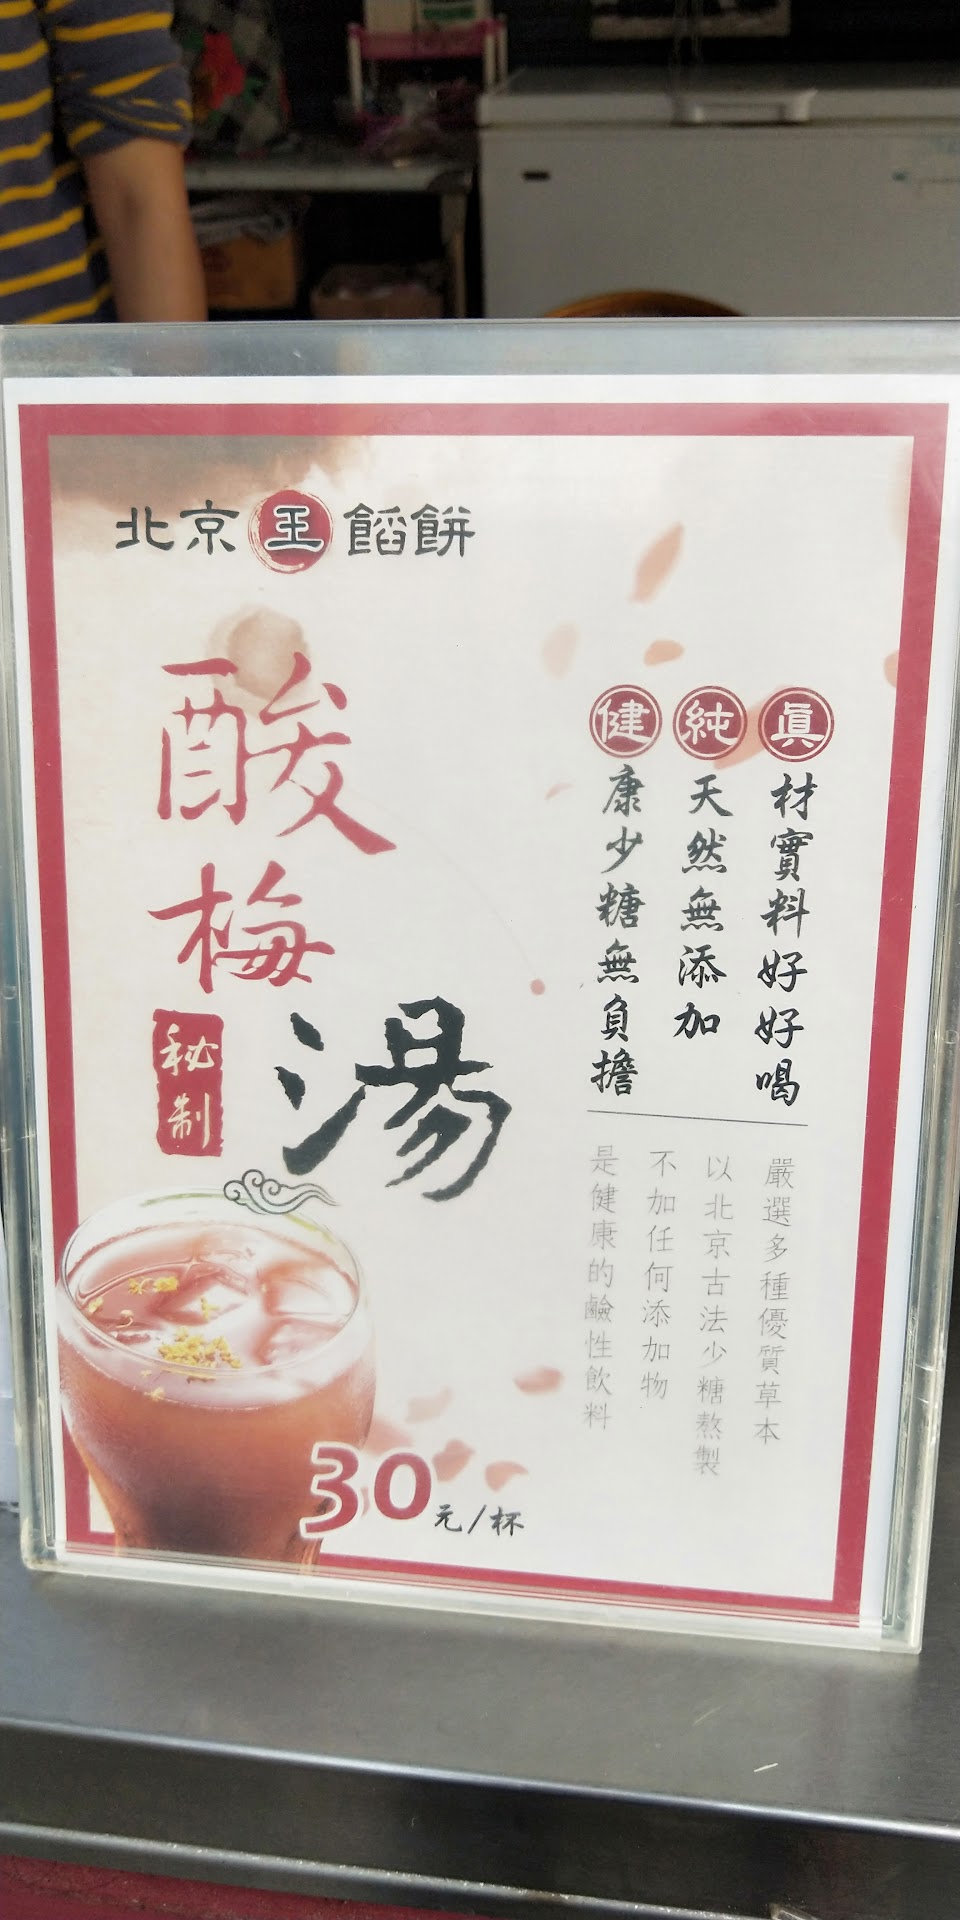 北京王餡餅
酸梅湯
秘制
眞材實料好好喝
純天然無添加
健康少糖無負擔
嚴選多種優質草本
以北京古法少糖熬製
不加任何添加物
是健康的鹼性飲料
30元/杯